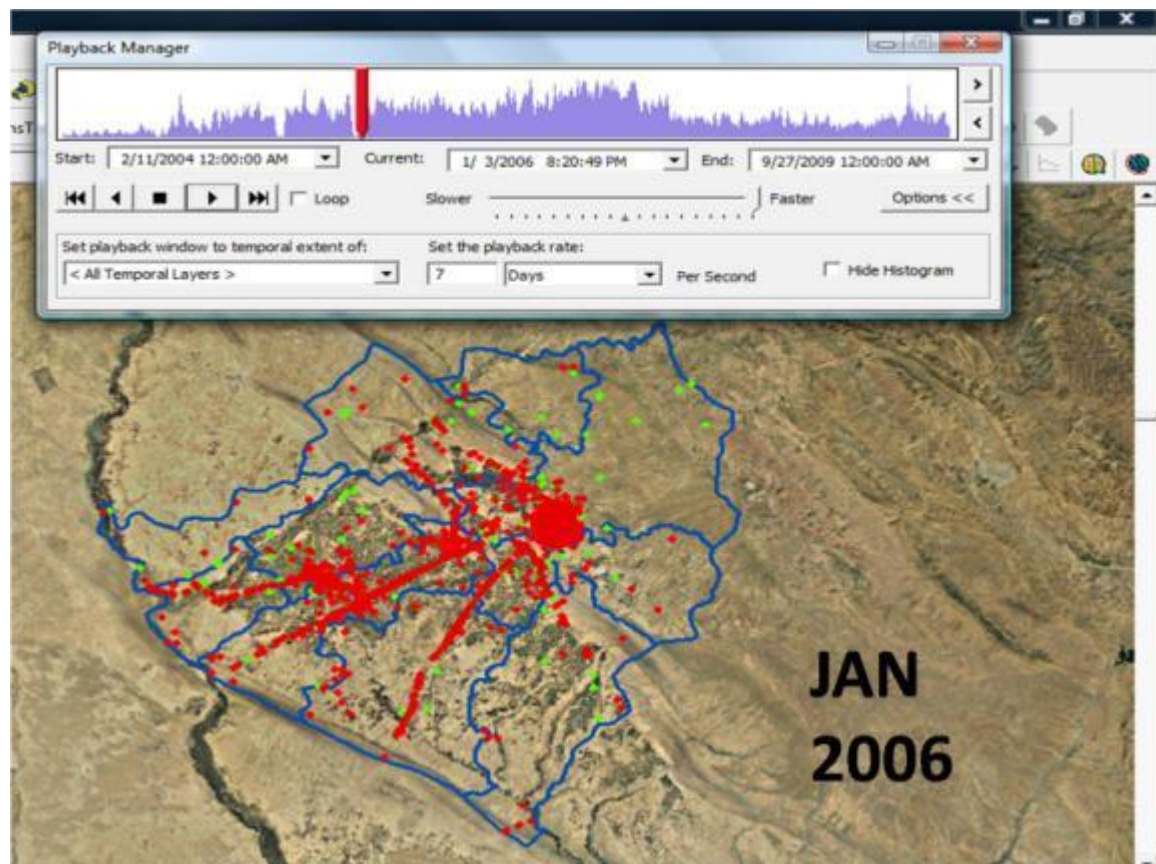 Playback Manager
Start: 2/11/2004 12:00:00 AM Current: 1/ 3/2006 8:20:49 PM End: 9/27/2009 12:00:00 AM
Loop Slower Faster Options <<
Set playback window to temporal extent of: Set the playback rate:
< All Temporal Layers > 7 Days Per Second Hide Histogram
JAN
2006